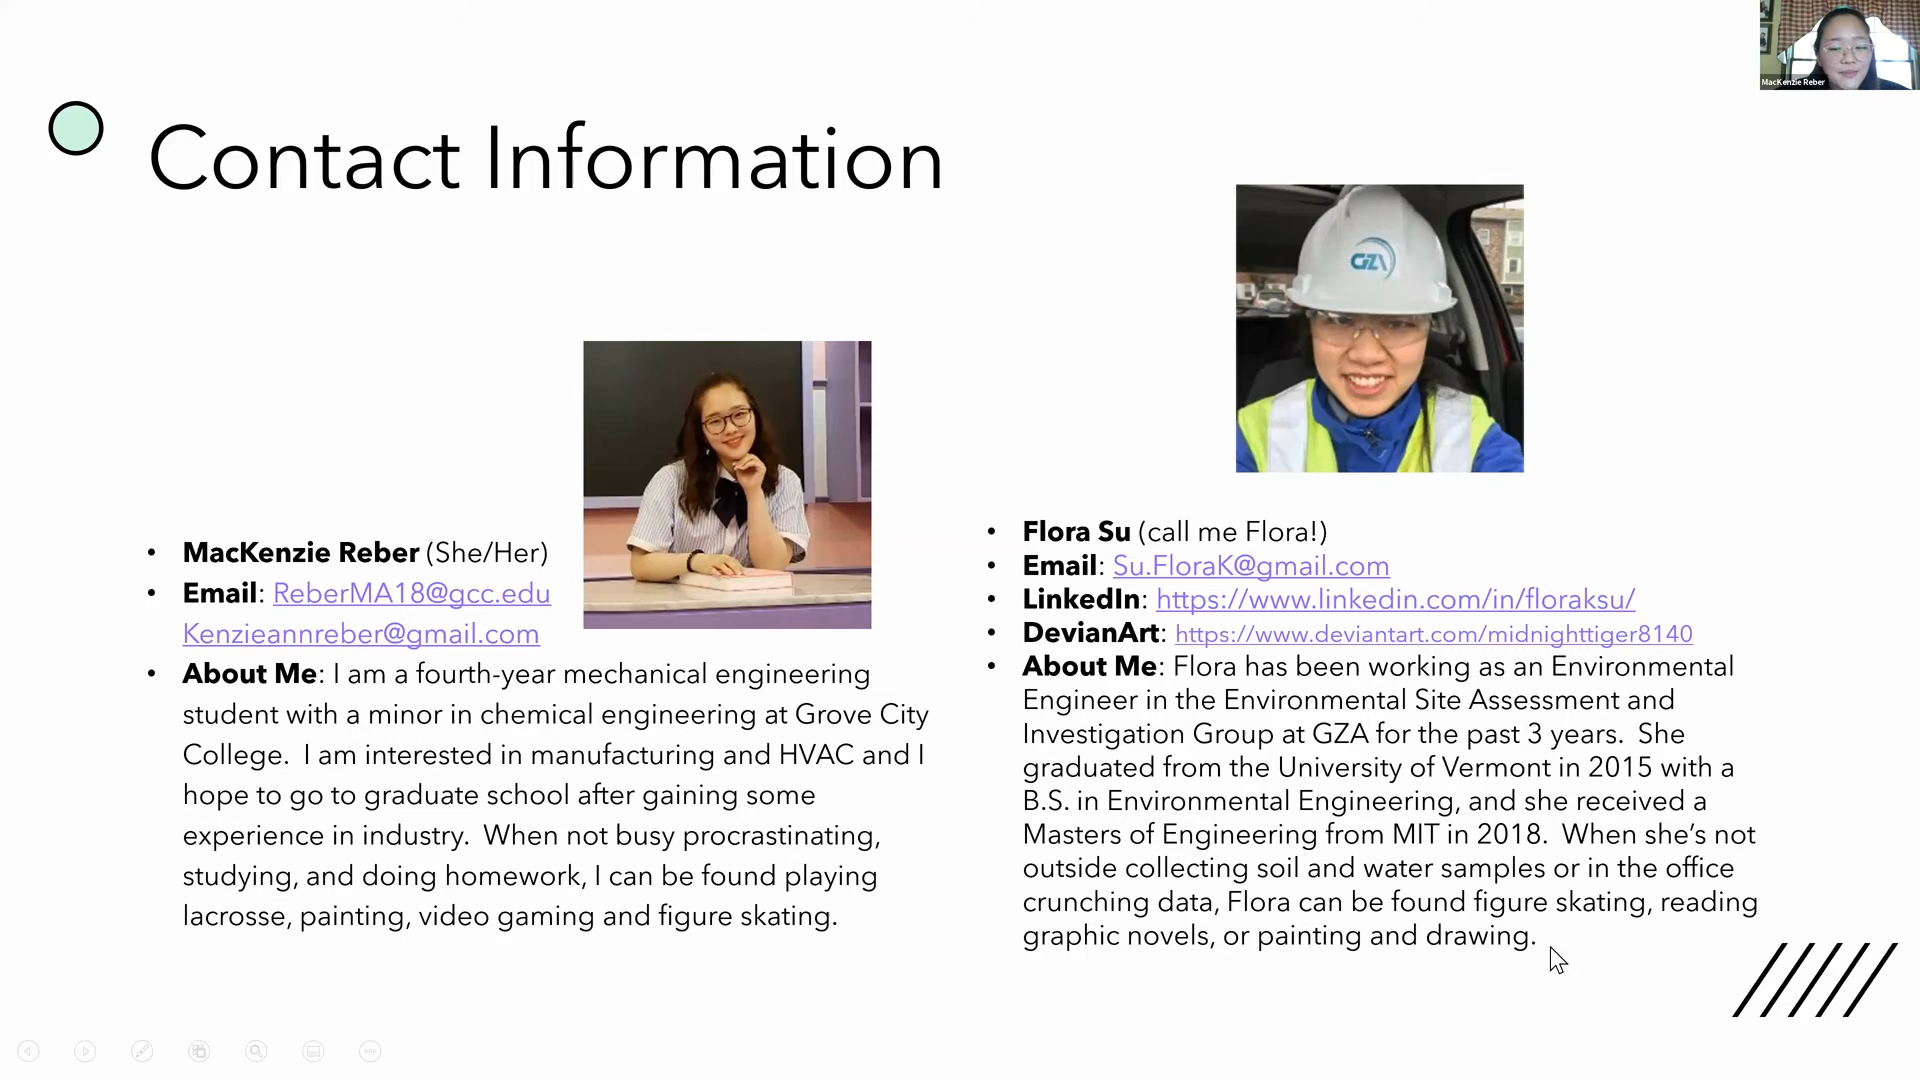 MacKenzie Reber
Contact Information
GZA
MacKenzie Reber (She/Her)
Email: ReberMA18@gcc.edu
Kenzieannreber@gmail.com
About Me: I am a fourth-year mechanical engineering
student with a minor in chemical engineering at Grove City
College.  I am interested in manufacturing and HVAC and I
hope to go to graduate school after gaining some
experience in industry.  When not busy procrastinating,
studying, and doing homework, I can be found playing
lacrosse, painting, video gaming and figure skating.
Flora Su (call me Flora!)
Email: Su.FloraK@gmail.com
LinkedIn: https://www.linkedin.com/in/floraksu/
DevianArt: https://www.deviantart.com/midnighttiger8140
About Me: Flora has been working as an Environmental
Engineer in the Environmental Site Assessment and
Investigation Group at GZA for the past 3 years.  She
graduated from the University of Vermont in 2015 with a
B.S. in Environmental Engineering, and she received a
Masters of Engineering from MIT in 2018.  When she's not
outside collecting soil and water samples or in the office
crunching data, Flora can be found figure skating, reading
graphic novels, or painting and drawing.